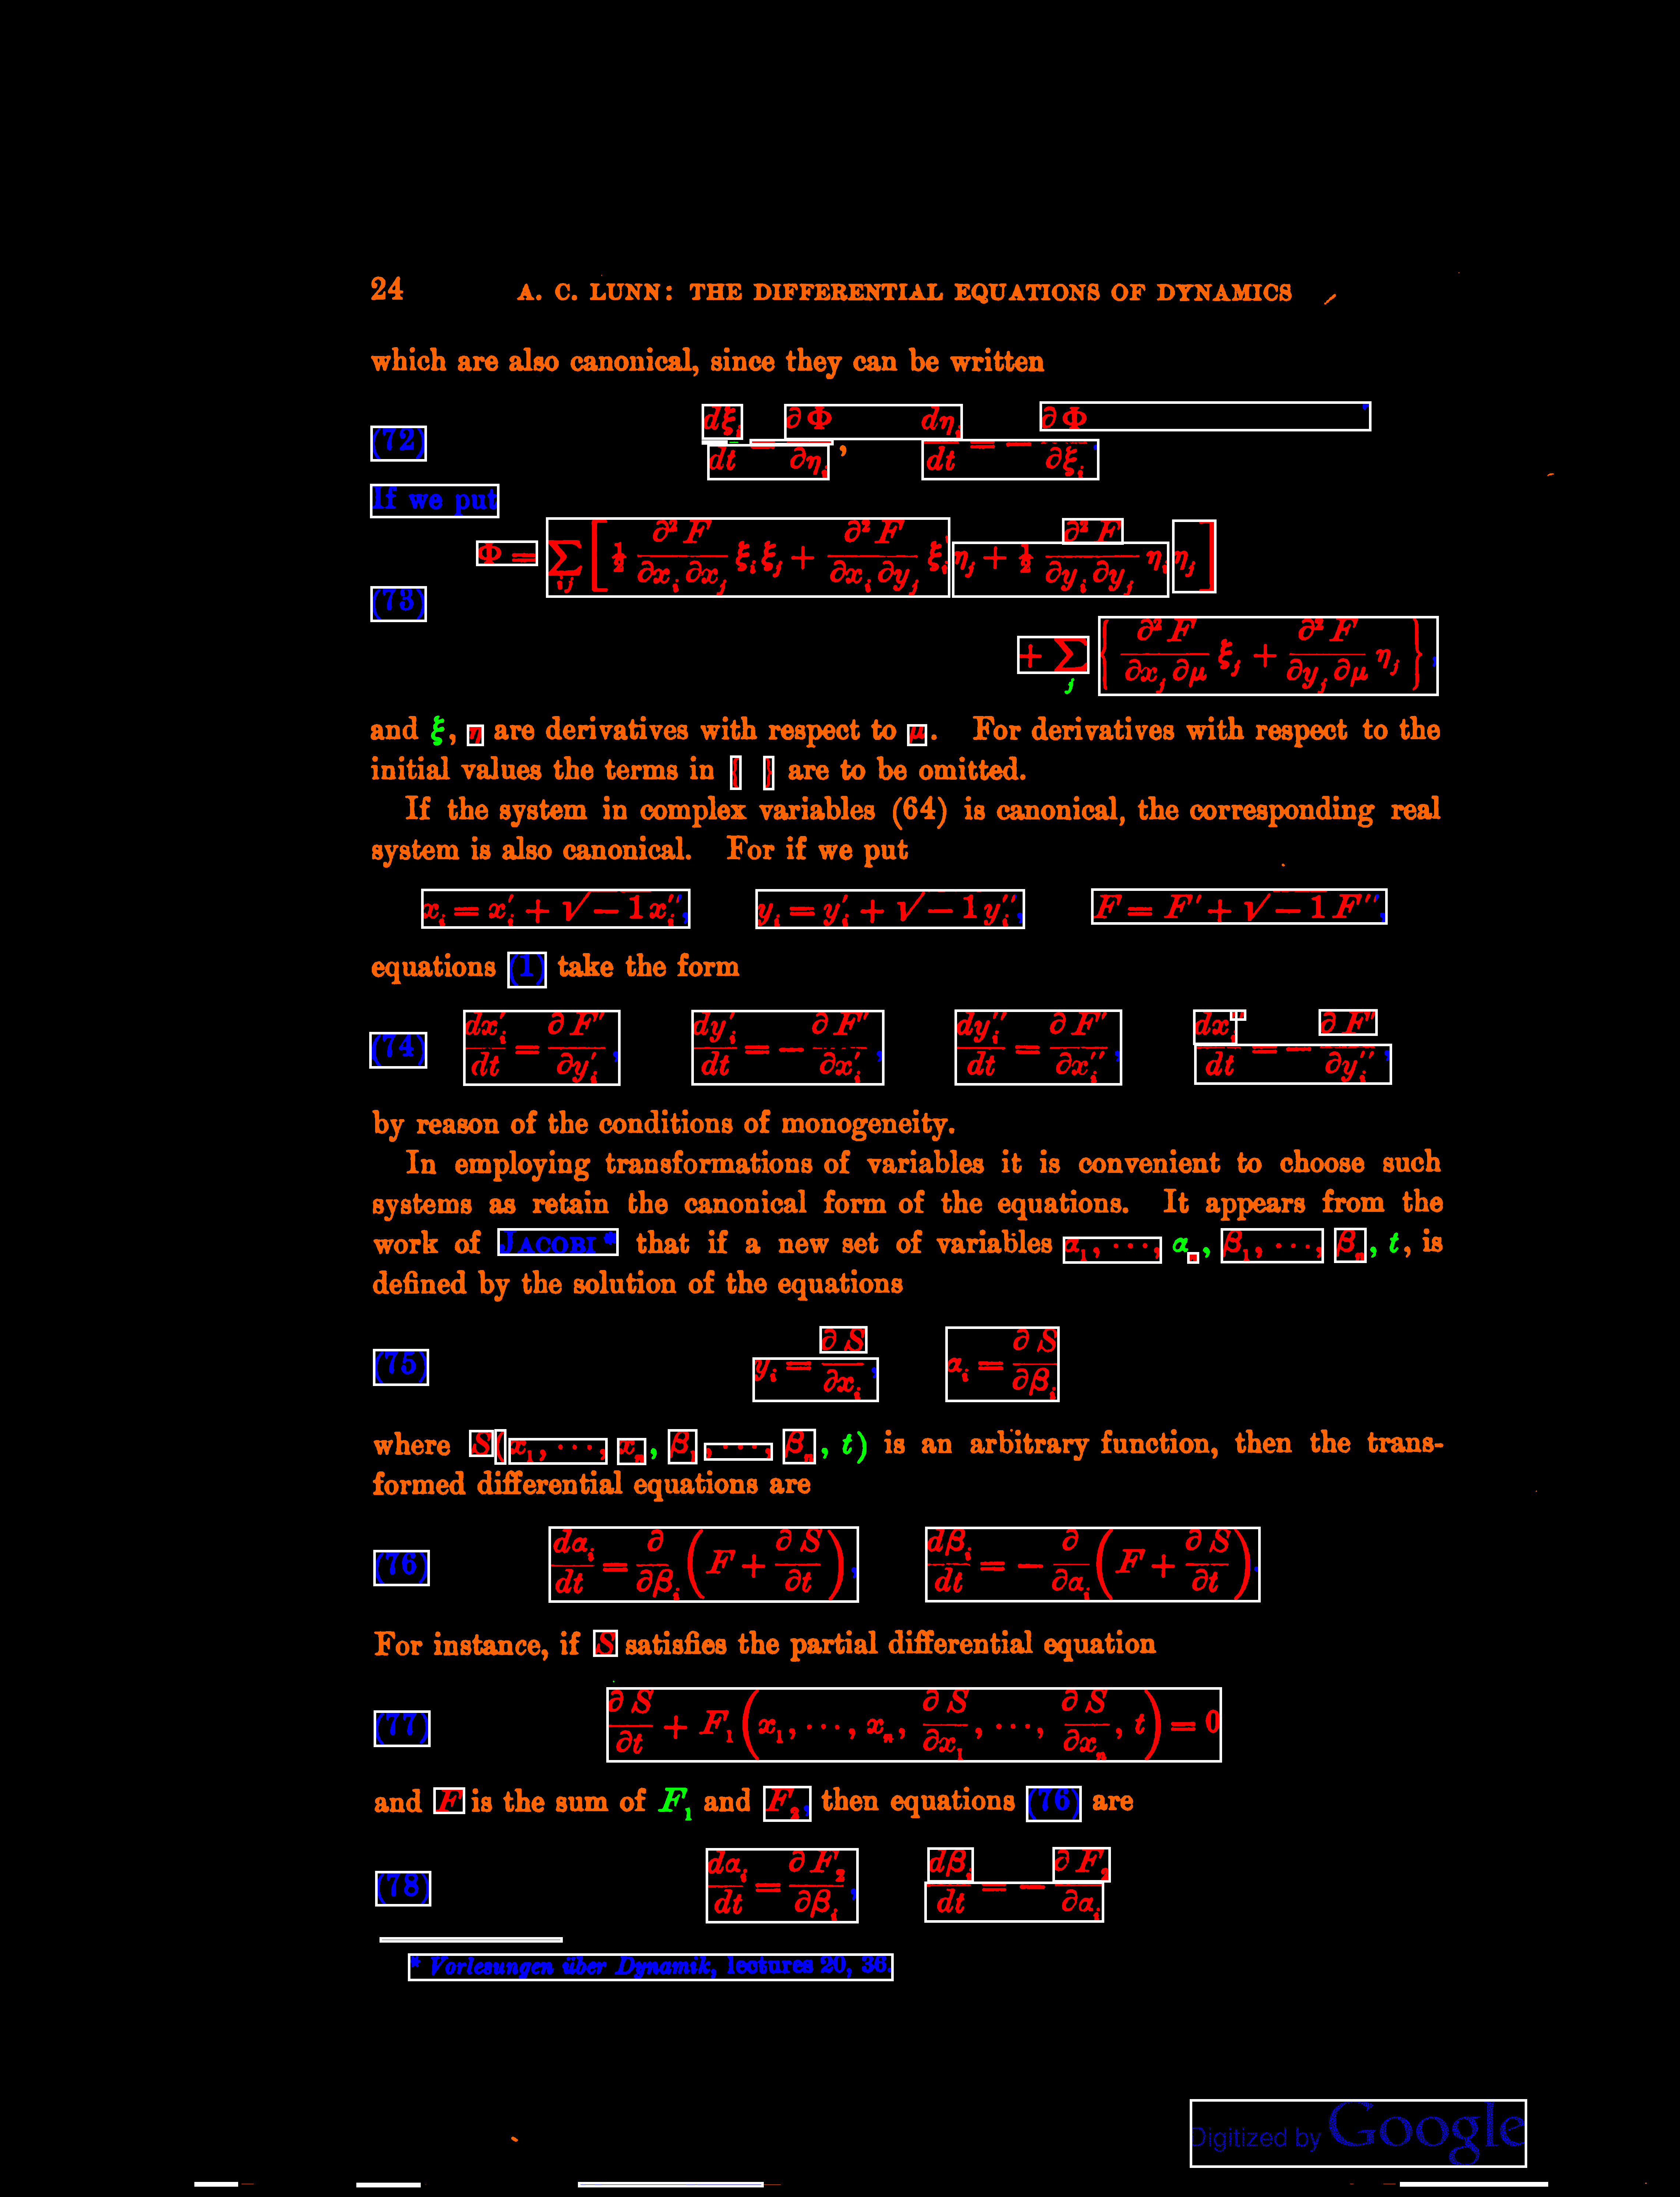 24 A. C. LUNN: THE DIFFERENTIAL EQUATIONS OF DYNAMICS
which are also canonical, since they can be written
(72) dξ_i/dt = ∂Φ/∂η_i, dη_i/dt = − ∂Φ/∂ξ_i.
If we put
Φ = ∑_{ij} [ ½ ∂²F/∂x_i∂x_j ξ_iξ_j + ∂²F/∂x_i∂y_j ξ_iη_j + ½ ∂²F/∂y_i∂y_j η_iη_j ]
(73)
+ ∑_j { ∂²F/∂x_j∂μ ξ_j + ∂²F/∂y_j∂μ η_j },
and ξ, η are derivatives with respect to μ. For derivatives with respect to the
initial values the terms in { } are to be omitted.
If the system in complex variables (64) is canonical, the corresponding real
system is also canonical. For if we put
x_i = x′_i + √−1 x″_i, y_i = y′_i + √−1 y″_i, F = F′ + √−1 F″,
equations (1) take the form
(74) dx′_i/dt = ∂F″/∂y′_i, dy′_i/dt = − ∂F″/∂x′_i, dy″_i/dt = ∂F″/∂x″_i, dx″_i/dt = − ∂F″/∂y″_i,
by reason of the conditions of monogeneity.
In employing transformations of variables it is convenient to choose such
systems as retain the canonical form of the equations. It appears from the
work of JACOBI* that if a new set of variables α_1, ···, α_n, β_1, ···, β_n, t, is
defined by the solution of the equations
(75) y_i = ∂S/∂x_i, α_i = ∂S/∂β_i
where S(x_1, ···, x_n, β_1, ···, β_n, t) is an arbitrary function, then the trans-
formed differential equations are
(76) dα_i/dt = ∂/∂β_i (F + ∂S/∂t), dβ_i/dt = − ∂/∂α_i (F + ∂S/∂t).
For instance, if S satisfies the partial differential equation
(77) ∂S/∂t + F_1(x_1, ···, x_n, ∂S/∂x_1, ···, ∂S/∂x_n, t) = 0
and F is the sum of F_1 and F_2, then equations (76) are
(78) dα_i/dt = ∂F_2/∂β_i, dβ_i/dt = − ∂F_2/∂α_i
* Vorlesungen über Dynamik, lectures 20, 36.
Digitized by Google